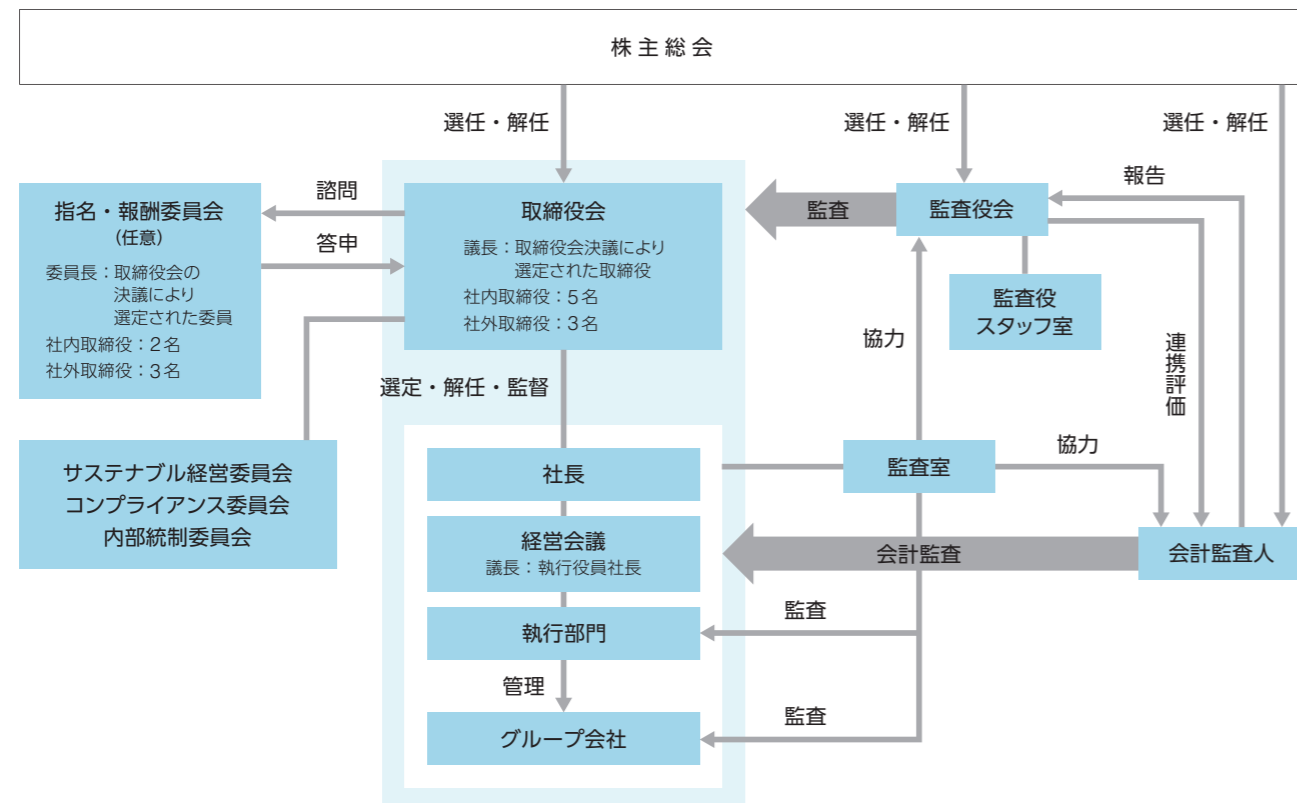 株主総会
選任・解任
選任・解任
選任・解任
指名・報酬委員会
（任意）
委員長：取締役会の
決議により
選定された委員
社内取締役：2名
社外取締役：3名
諮問
答申
取締役会
議長：取締役会決議により
選定された取締役
社内取締役：5名
社外取締役：3名
監査
監査役会
報告
監査役
スタッフ室
協力
連携評価
選定・解任・監督
サステナブル経営委員会
コンプライアンス委員会
内部統制委員会
社長
監査室
協力
経営会議
議長：執行役員社長
会計監査
会計監査人
執行部門
監査
管理
グループ会社
監査